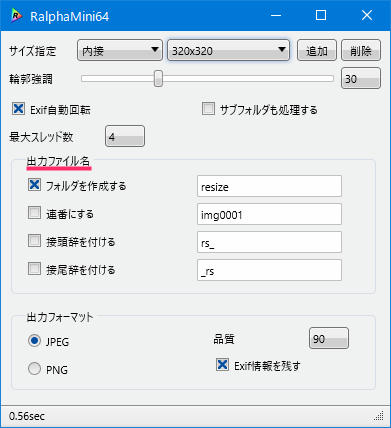 RalphaMini64
サイズ指定 内接 320x320 追加 削除
輪郭強調 30
Exif自動回転 サブフォルダも処理する
最大スレッド数 4
出力ファイル名
フォルダを作成する resize
連番にする img0001
接頭辞を付ける rs_
接尾辞を付ける _rs
出力フォーマット
JPEG 品質 90
PNG Exif情報を残す
0.56sec